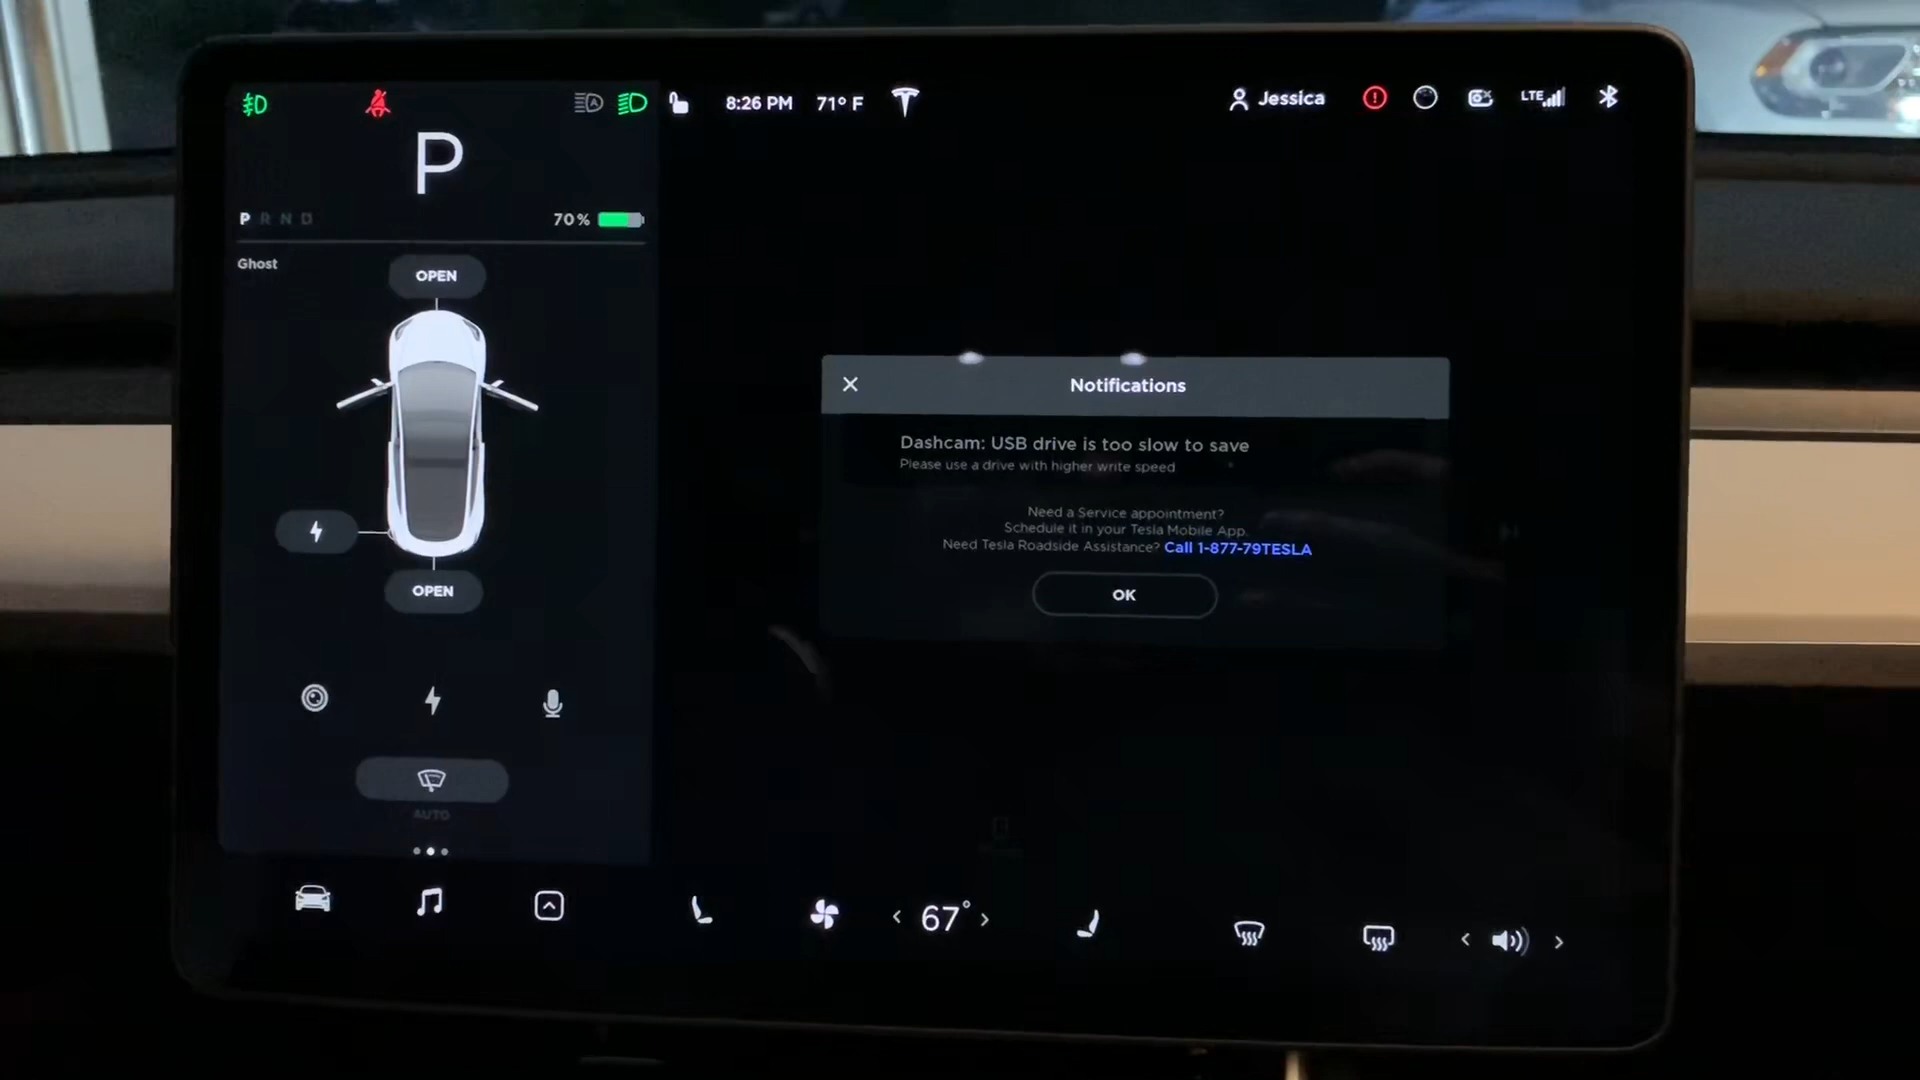 8:26 PM 71° F
Jessica
LTE
P
P R N D
70%
Ghost
OPEN
OPEN
AUTO
Notifications
Dashcam: USB drive is too slow to save
Please use a drive with higher write speed
Need a Service appointment?
Schedule it in your Tesla Mobile App.
Need Tesla Roadside Assistance? Call 1-877-79TESLA
OK
67°